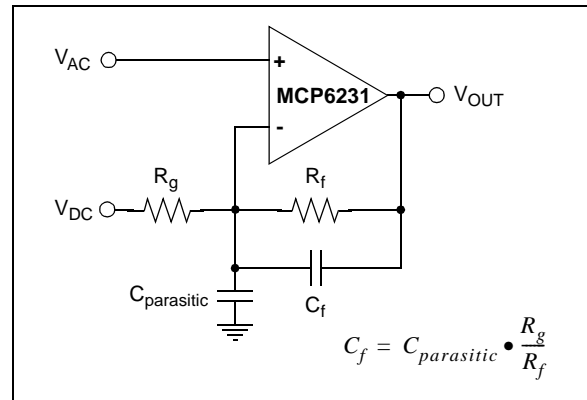 V_AC
+
MCP6231
-
V_OUT
R_g
R_f
V_DC
C_parasitic
C_f
C_f = C_parasitic • R_g / R_f